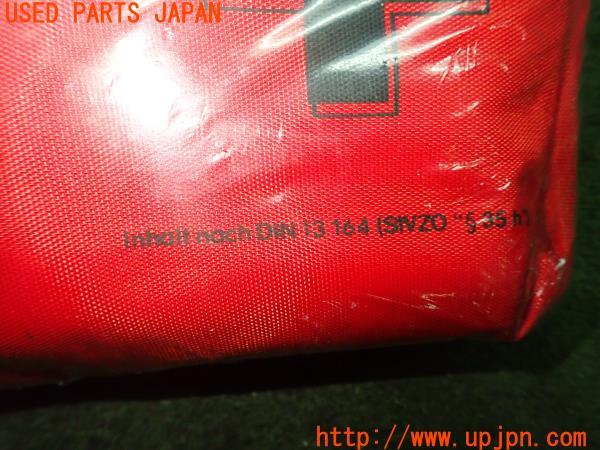 USED PARTS JAPAN
Inhalt nach DIN 13 164 (StVZO "§ 35 h)
http://www.upjpn.com/